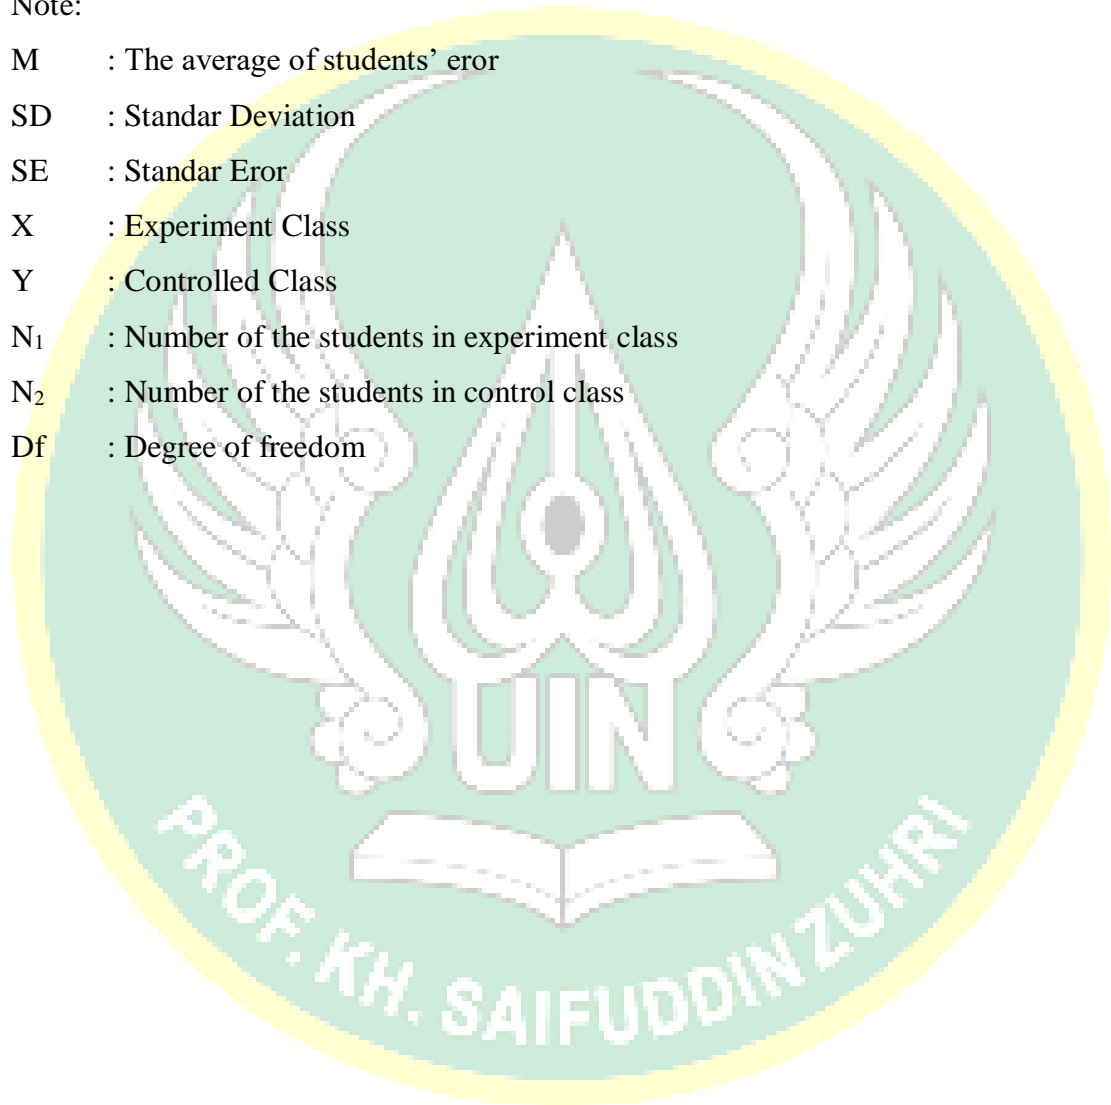 Note:
M : The average of students’ eror
SD : Standar Deviation
SE : Standar Eror
X : Experiment Class
Y : Controlled Class
N₁ : Number of the students in experiment class
N₂ : Number of the students in control class
Df : Degree of freedom
UIN
PROF. KH. SAIFUDDIN ZUHRI